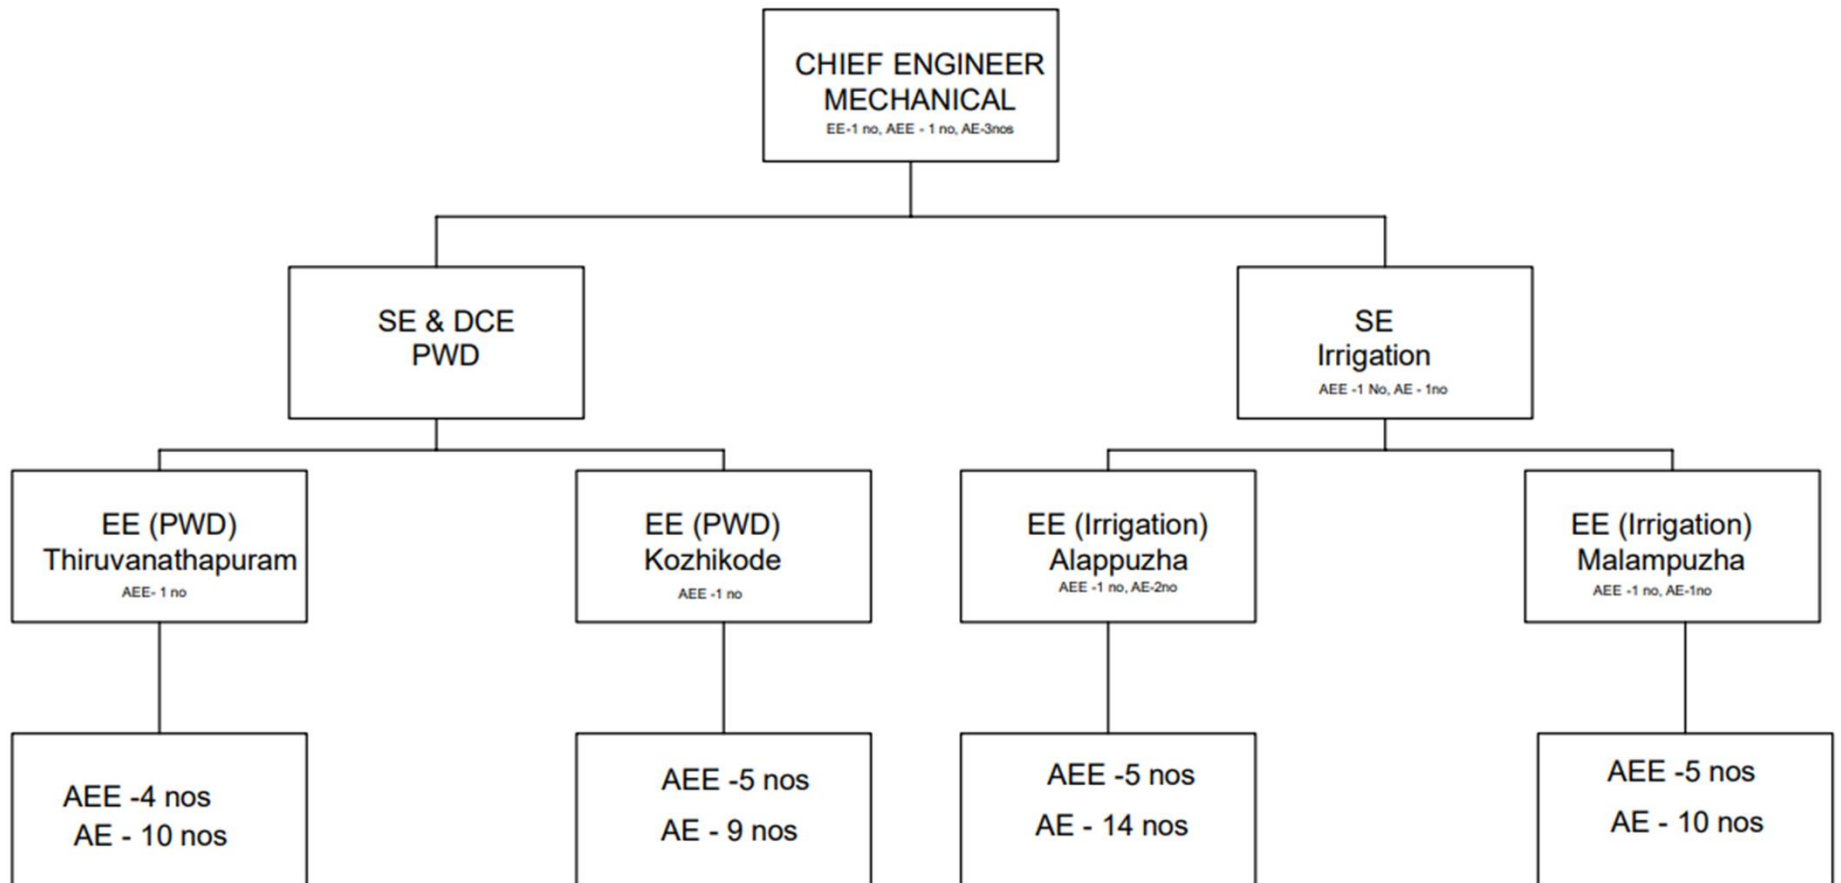 CHIEF ENGINEER
MECHANICAL
EE-1 no, AEE - 1 no, AE-3nos
SE & DCE
PWD
SE
Irrigation
AEE -1 No, AE - 1no
EE (PWD)
Thiruvanathapuram
AEE- 1 no
EE (PWD)
Kozhikode
AEE -1 no
EE (Irrigation)
Alappuzha
AEE -1 no, AE-2no
EE (Irrigation)
Malampuzha
AEE -1 no, AE-1no
AEE -4 nos
AE - 10 nos
AEE -5 nos
AE - 9 nos
AEE -5 nos
AE - 14 nos
AEE -5 nos
AE - 10 nos